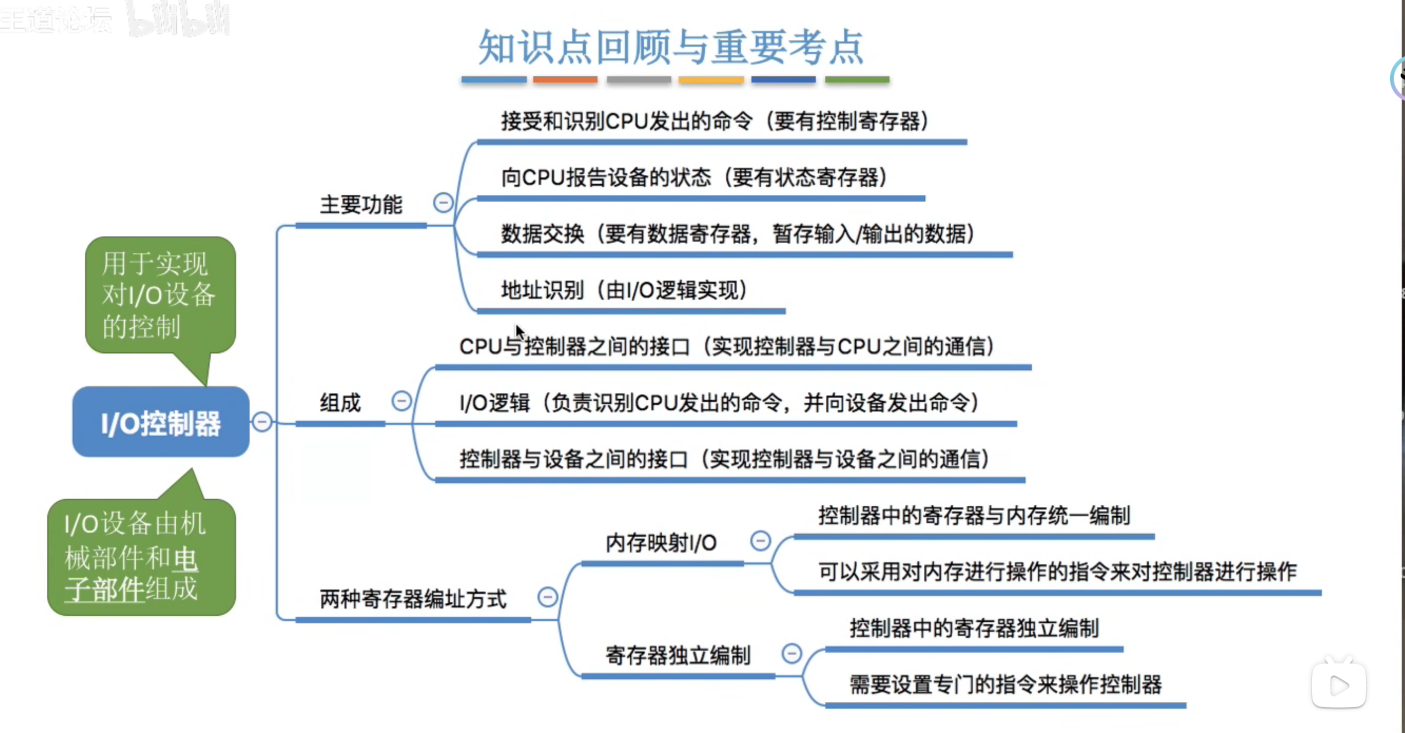 王道论坛 bilibili
知识点回顾与重要考点
用于实现
对I/O设备
的控制
I/O控制器
I/O设备由机
械部件和电
子部件组成
主要功能
接受和识别CPU发出的命令（要有控制寄存器）
向CPU报告设备的状态（要有状态寄存器）
数据交换（要有数据寄存器，暂存输入/输出的数据）
地址识别（由I/O逻辑实现）
组成
CPU与控制器之间的接口（实现控制器与CPU之间的通信）
I/O逻辑（负责识别CPU发出的命令，并向设备发出命令）
控制器与设备之间的接口（实现控制器与设备之间的通信）
两种寄存器编址方式
内存映射I/O
控制器中的寄存器与内存统一编制
可以采用对内存进行操作的指令来对控制器进行操作
寄存器独立编制
控制器中的寄存器独立编制
需要设置专门的指令来操作控制器